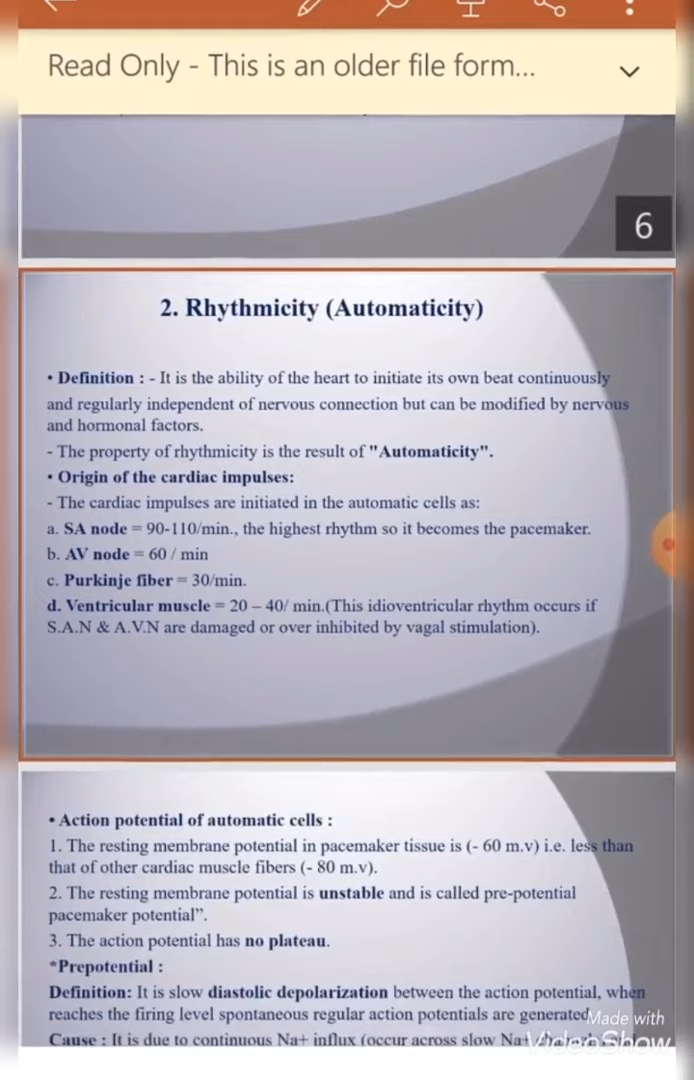 Read Only - This is an older file form...
6
2. Rhythmicity (Automaticity)
• Definition : - It is the ability of the heart to initiate its own beat continuously
and regularly independent of nervous connection but can be modified by nervous
and hormonal factors.
- The property of rhythmicity is the result of "Automaticity".
• Origin of the cardiac impulses:
- The cardiac impulses are initiated in the automatic cells as:
a. SA node = 90-110/min., the highest rhythm so it becomes the pacemaker.
b. AV node = 60 / min
c. Purkinje fiber = 30/min.
d. Ventricular muscle = 20 – 40/ min.(This idioventricular rhythm occurs if
S.A.N & A.V.N are damaged or over inhibited by vagal stimulation).
• Action potential of automatic cells :
1. The resting membrane potential in pacemaker tissue is (- 60 m.v) i.e. less than
that of other cardiac muscle fibers (- 80 m.v).
2. The resting membrane potential is unstable and is called pre-potential
pacemaker potential”.
3. The action potential has no plateau.
*Prepotential :
Definition: It is slow diastolic depolarization between the action potential, when
reaches the firing level spontaneous regular action potentials are generated.
Cause : It is due to continuous Na+ influx (occur across slow Na+
Made with
VideoShow